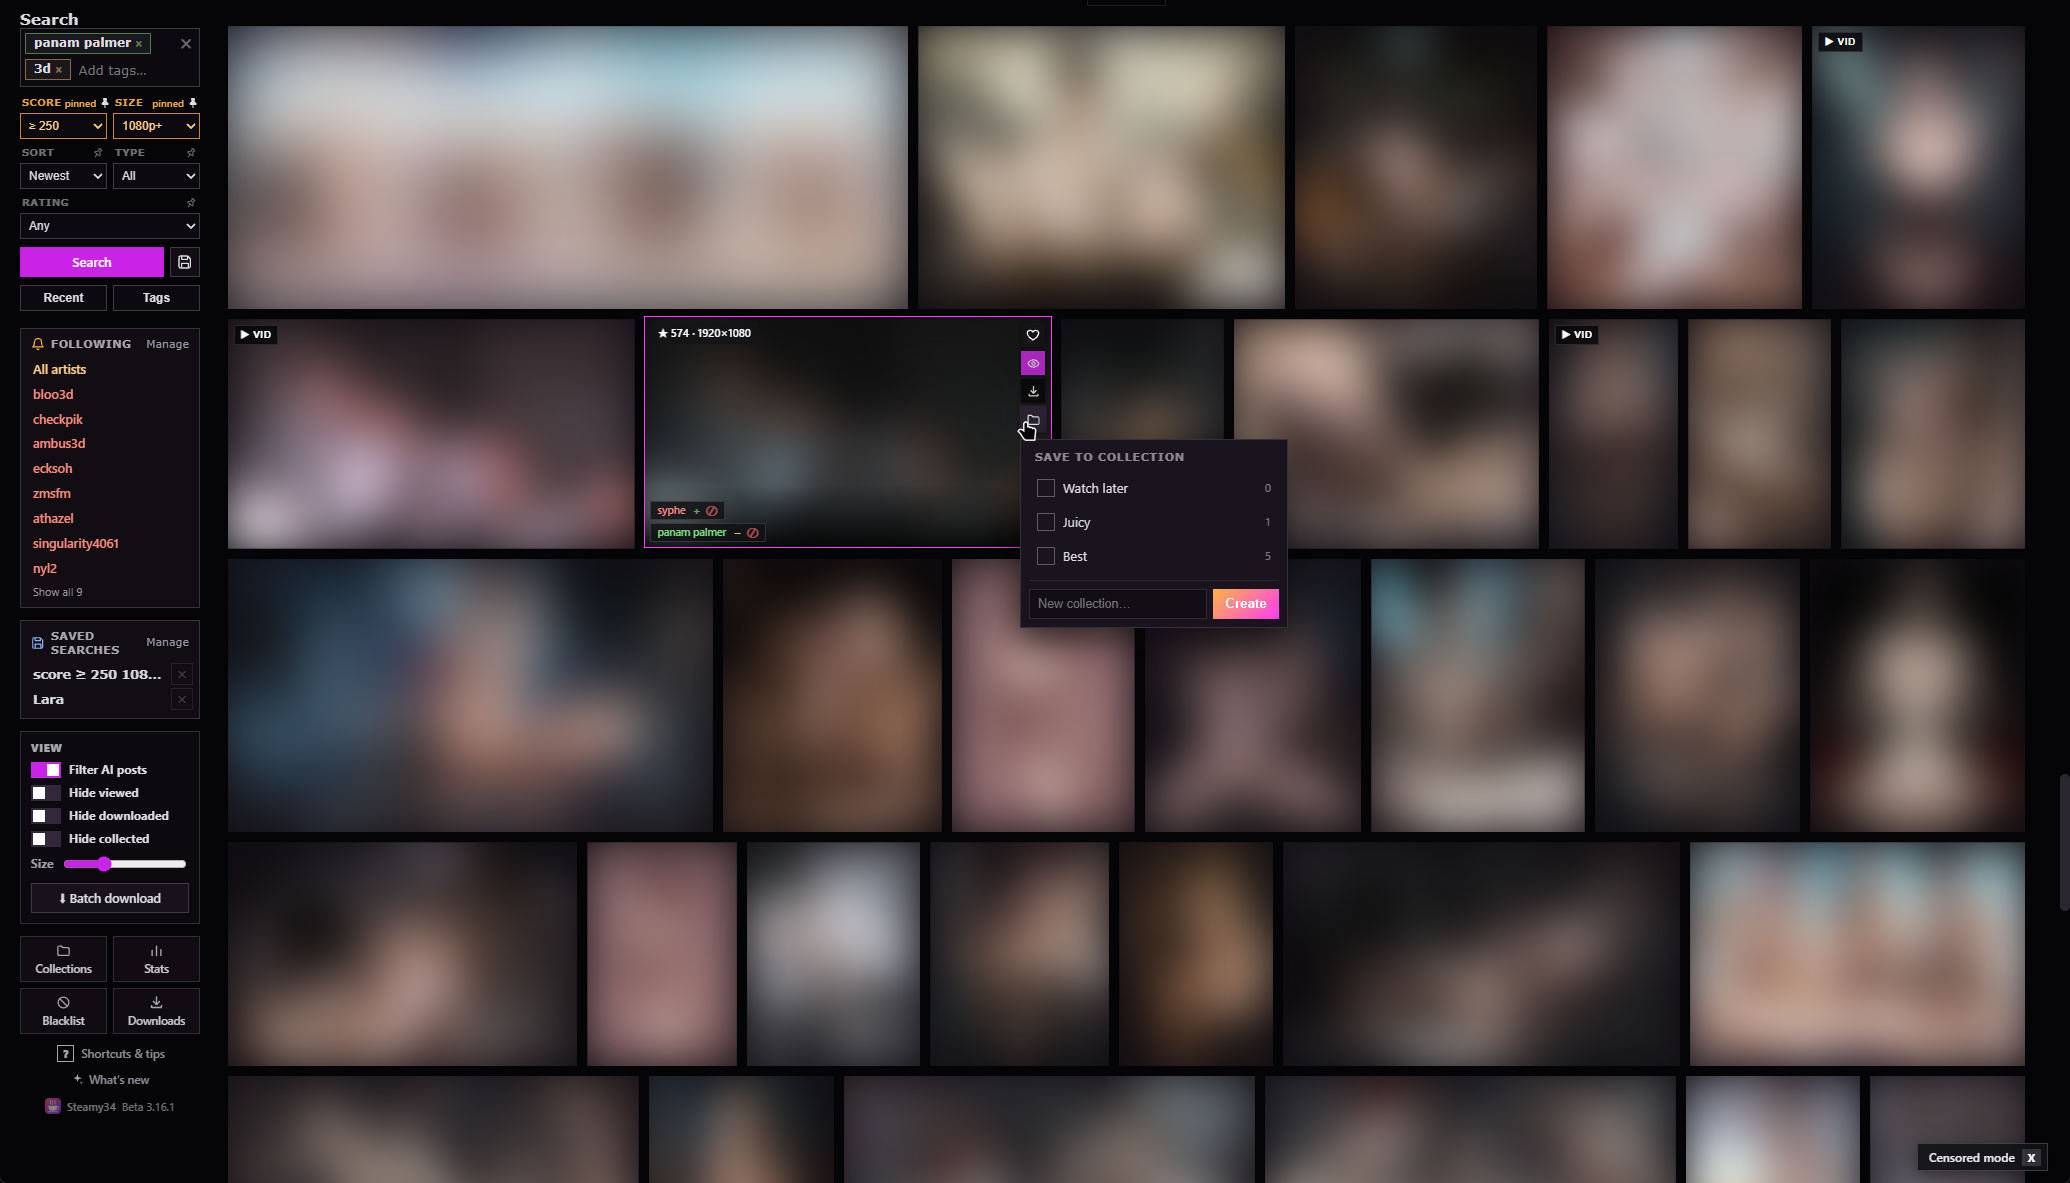 Search
panam palmer ×
3d ×
Add tags...
SCORE pinned SIZE pinned
≥ 250
1080p+
SORT TYPE
Newest
All
RATING
Any
Search
Recent
Tags
FOLLOWING Manage
All artists
bloo3d
checkpik
ambus3d
ecksoh
zmsfm
athazel
singularity4061
nyl2
Show all 9
SAVED SEARCHES Manage
score ≥ 250 108...
Lara
VIEW
Filter AI posts
Hide viewed
Hide downloaded
Hide collected
Size
Batch download
Collections
Stats
Blacklist
Downloads
? Shortcuts & tips
What's new
Steamy34 Beta 3.16.1
VID
VID
★ 574 · 1920×1080
syphe +
panam palmer −
VID
SAVE TO COLLECTION
Watch later 0
Juicy 1
Best 5
New collection...
Create
Censored mode X